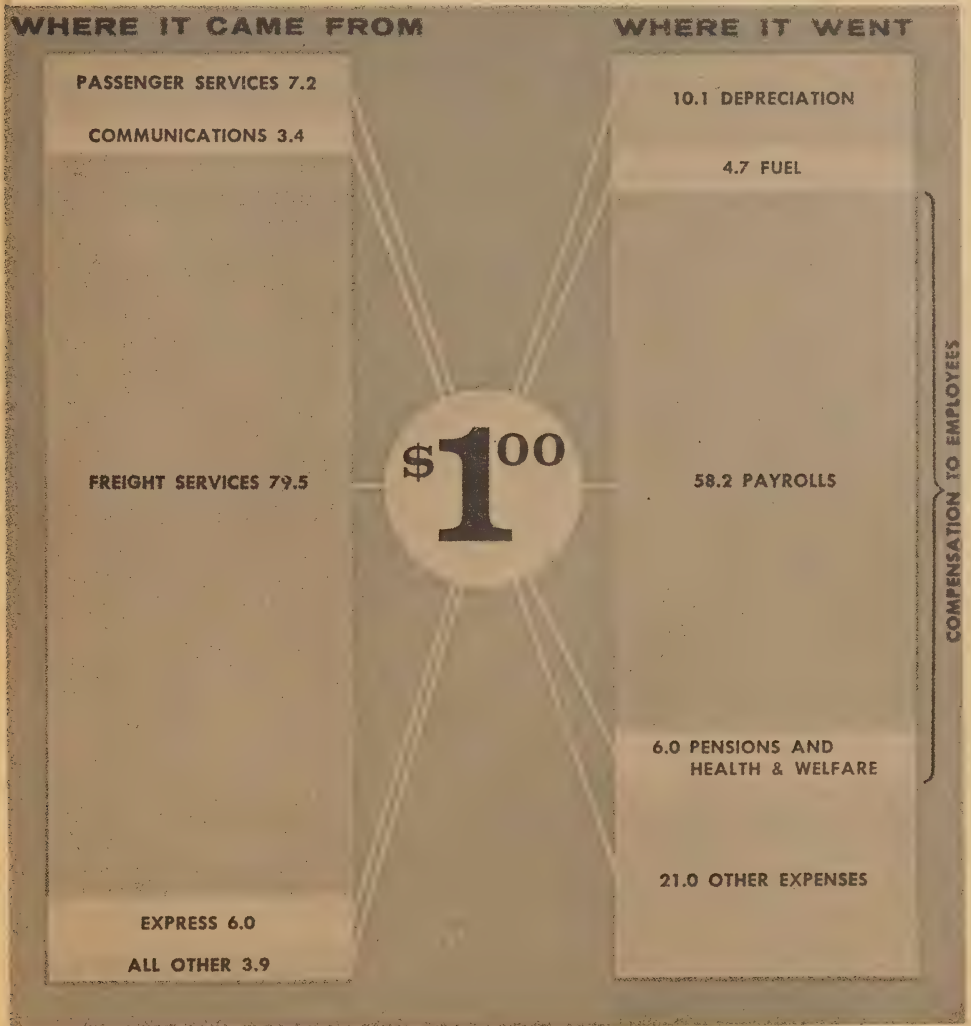 WHERE IT CAME FROM
PASSENGER SERVICES 7.2
COMMUNICATIONS 3.4
FREIGHT SERVICES 79.5
EXPRESS 6.0
ALL OTHER 3.9
$1 00
WHERE IT WENT
10.1 DEPRECIATION
4.7 FUEL
58.2 PAYROLLS
6.0 PENSIONS AND
HEALTH & WELFARE
21.0 OTHER EXPENSES
COMPENSATION TO EMPLOYEES